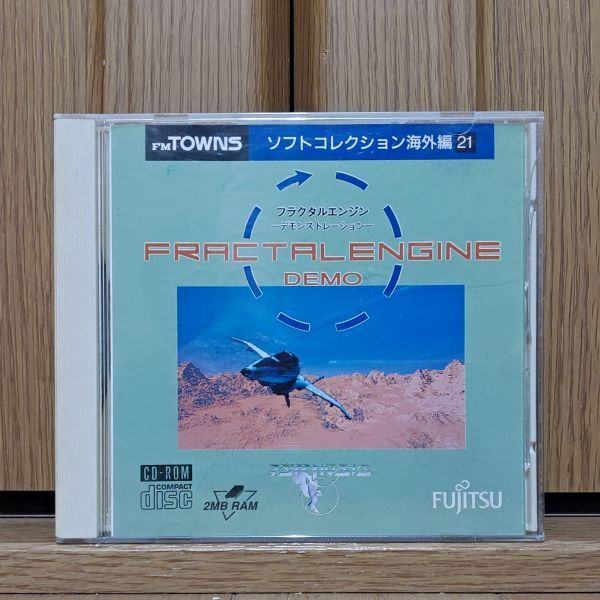 FM TOWNS ソフトコレクション海外編 21
フラクタルエンジン
ーデモンストレーションー
FRACTALENGINE
DEMO
CD-ROM
COMPACT
disc
2MB RAM
PSYGNOSIS
FUJITSU